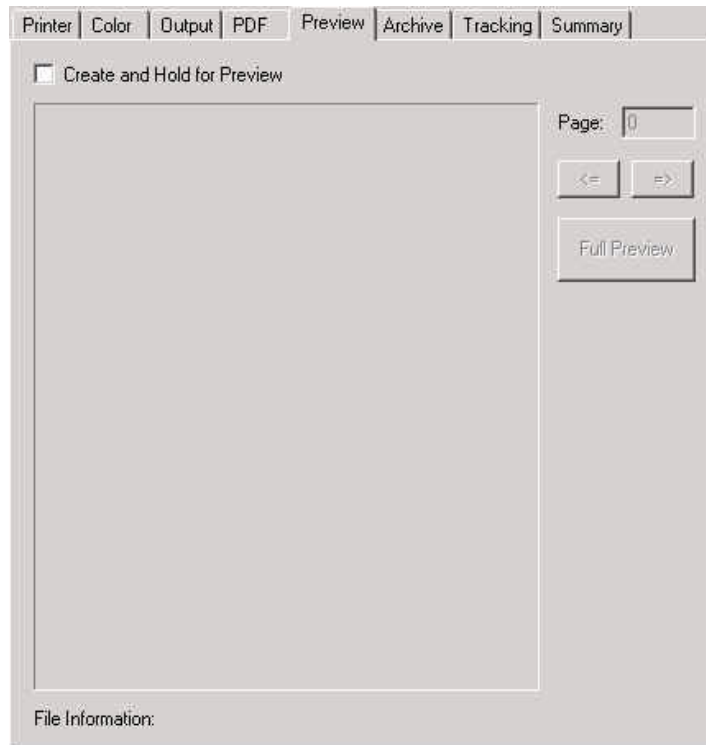 Printer Color Output PDF Preview Archive Tracking Summary
Create and Hold for Preview
Page: 0
<= =>
Full Preview
File Information: